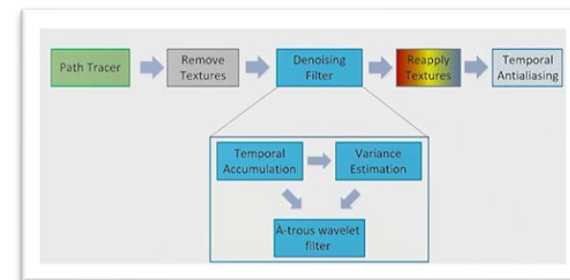 Path Tracer
Remove
Textures
Denoising
Filter
Reapply
Textures
Temporal
Antialiasing
Temporal
Accumulation
Variance
Estimation
A-trous wavelet
filter